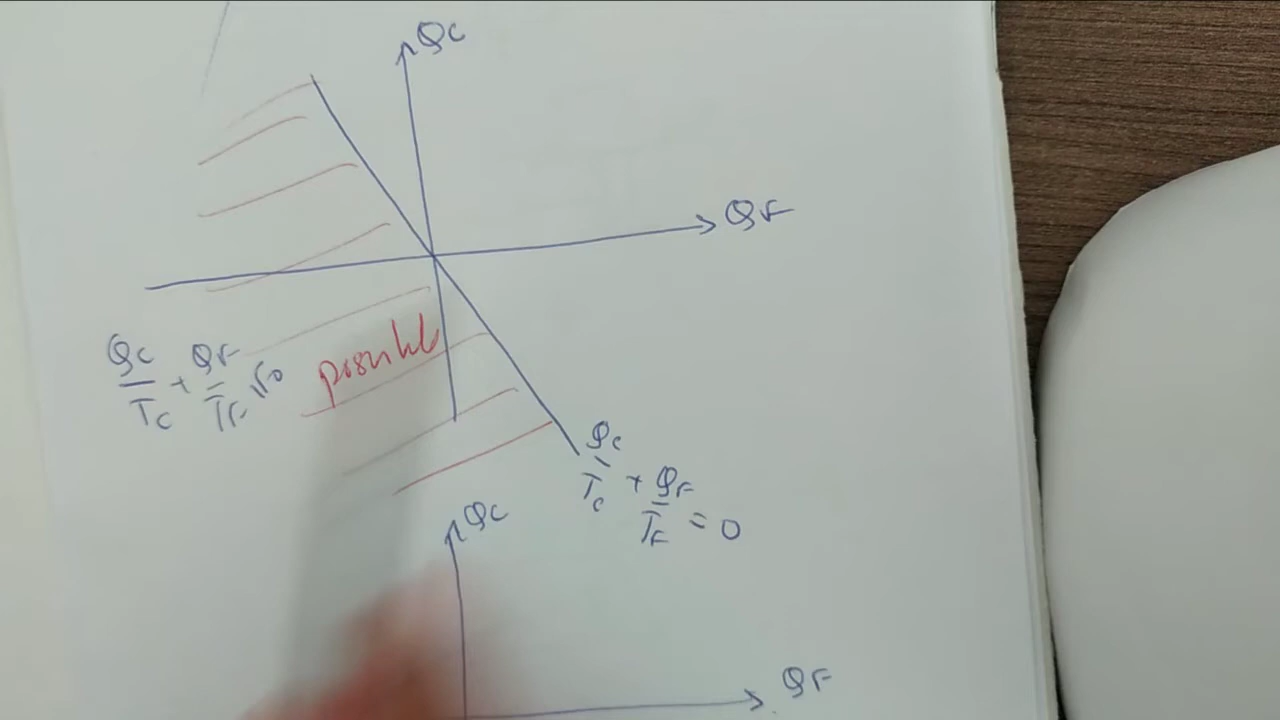 QC
QF
QC/TC + QF/TF ≤ 0
possible
QC/TC + QF/TF = 0
QC
QF